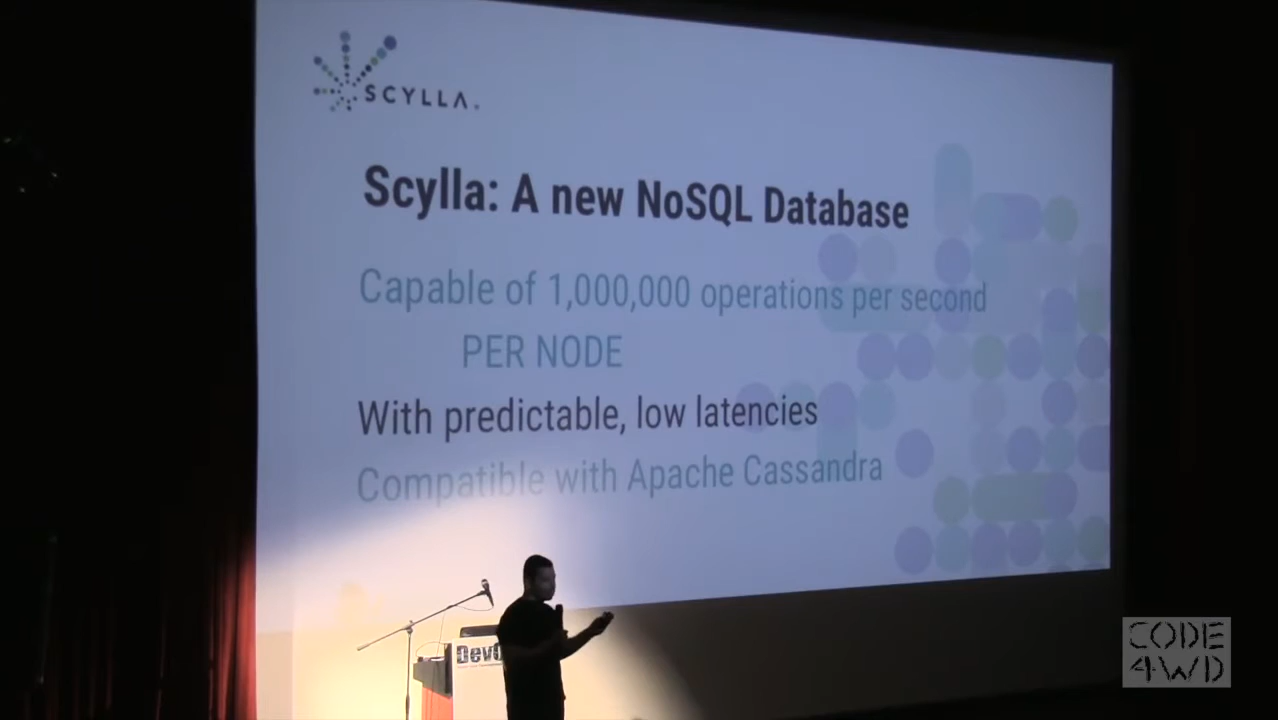 SCYLLA.
Scylla: A new NoSQL Database
Capable of 1,000,000 operations per second
PER NODE
With predictable, low latencies
Compatible with Apache Cassandra
CODE
4WD